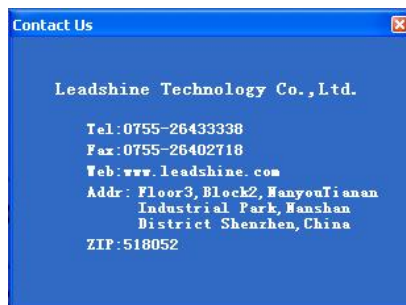 Contact Us
Leadshine Technology Co.,Ltd.
Tel:0755-26433338
Fax:0755-26402718
Web:www.leadshine.com
Addr: Floor3,Block2,NanyouTianan
Industrial Park,Nanshan
District Shenzhen,China
ZIP:518052